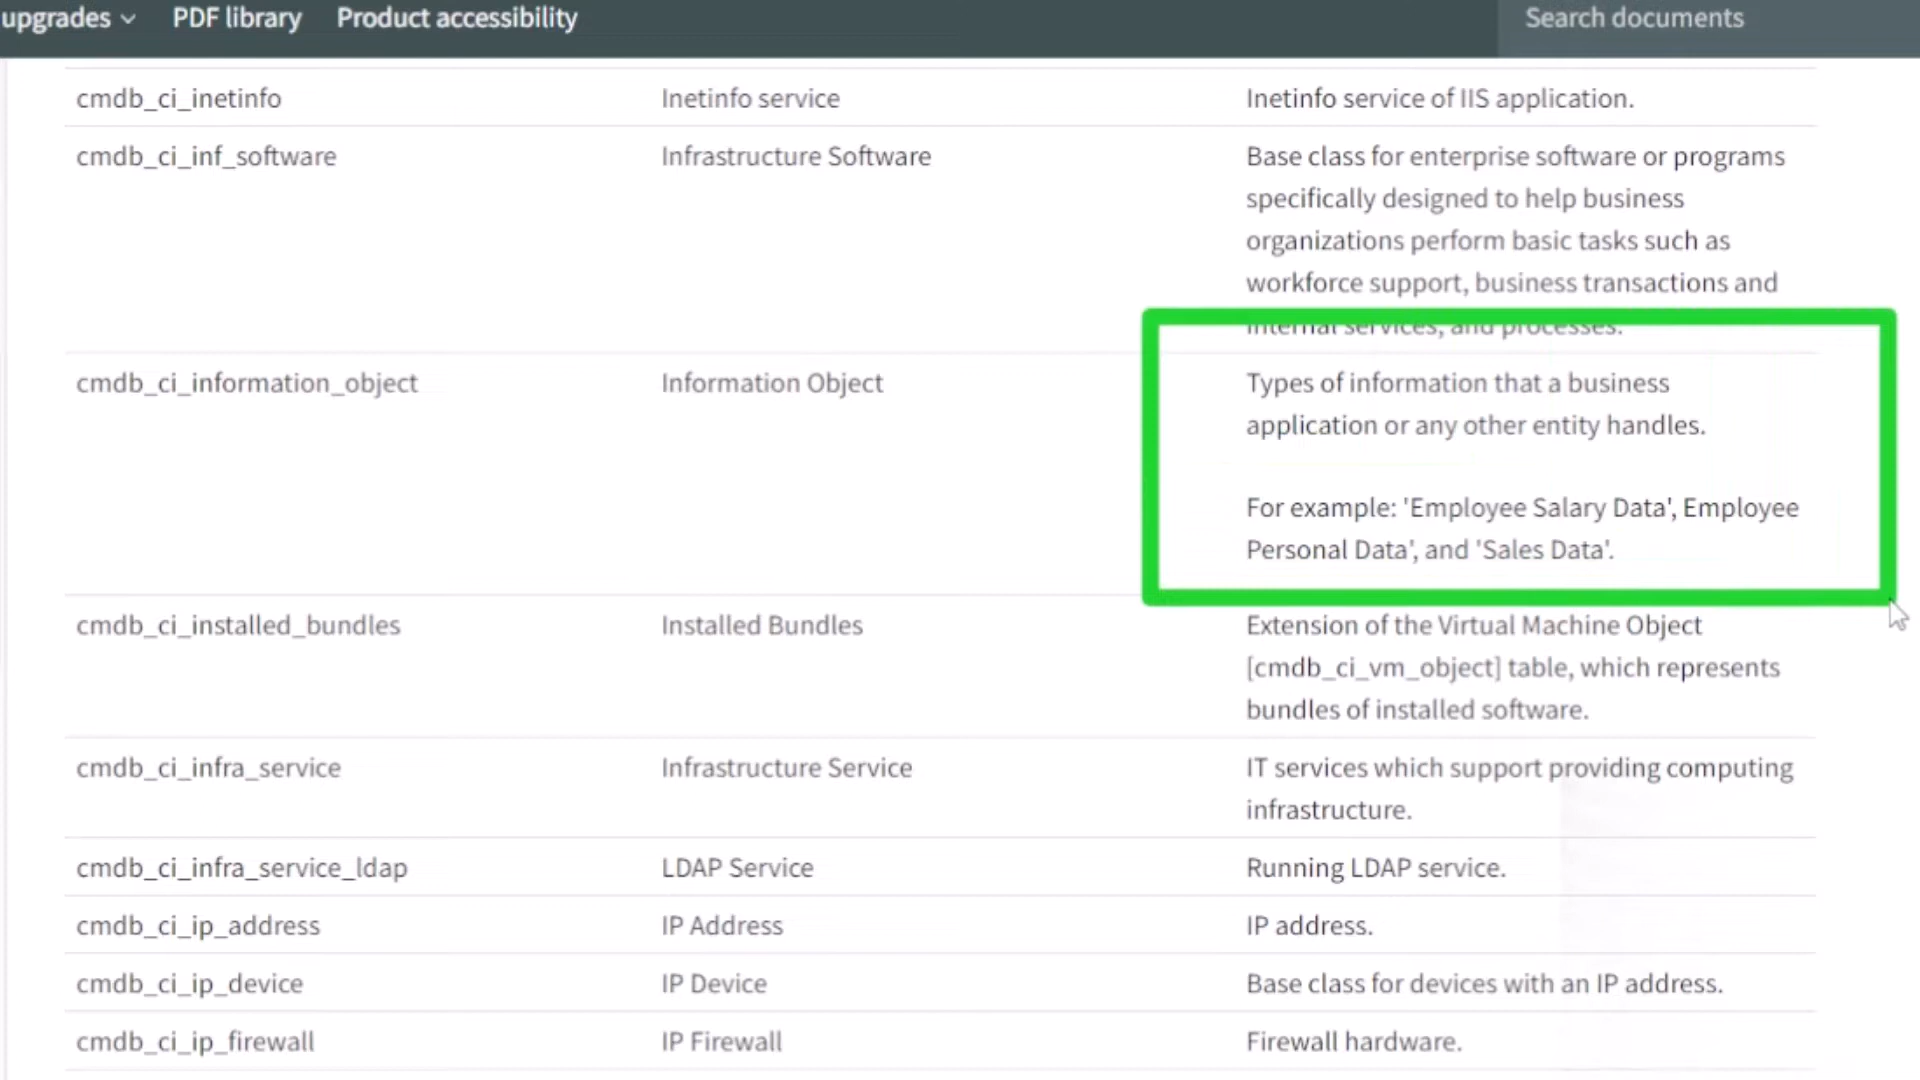 upgrades PDF library Product accessibility Search documents
cmdb_ci_inetinfo Inetinfo service Inetinfo service of IIS application.
cmdb_ci_inf_software Infrastructure Software Base class for enterprise software or programs
specifically designed to help business
organizations perform basic tasks such as
workforce support, business transactions and
internal services, and processes.
cmdb_ci_information_object Information Object Types of information that a business
application or any other entity handles.
For example: 'Employee Salary Data', Employee
Personal Data', and 'Sales Data'.
cmdb_ci_installed_bundles Installed Bundles Extension of the Virtual Machine Object
[cmdb_ci_vm_object] table, which represents
bundles of installed software.
cmdb_ci_infra_service Infrastructure Service IT services which support providing computing
infrastructure.
cmdb_ci_infra_service_ldap LDAP Service Running LDAP service.
cmdb_ci_ip_address IP Address IP address.
cmdb_ci_ip_device IP Device Base class for devices with an IP address.
cmdb_ci_ip_firewall IP Firewall Firewall hardware.